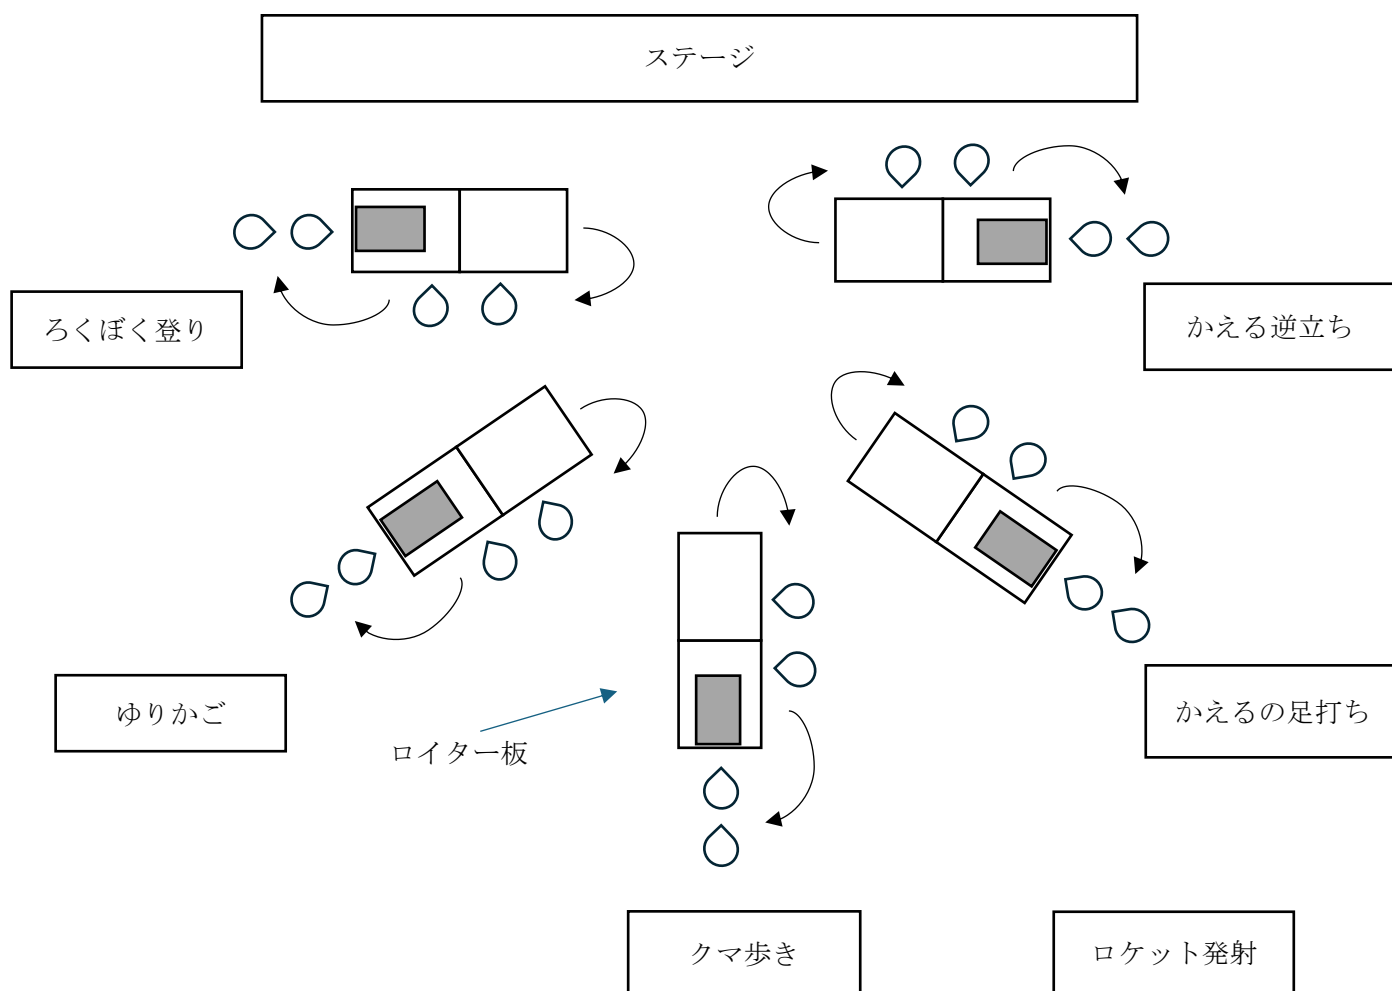 ステージ
ろくぼく登り
かえる逆立ち
ゆりかご
かえるの足打ち
ロイター板
クマ歩き
ロケット発射